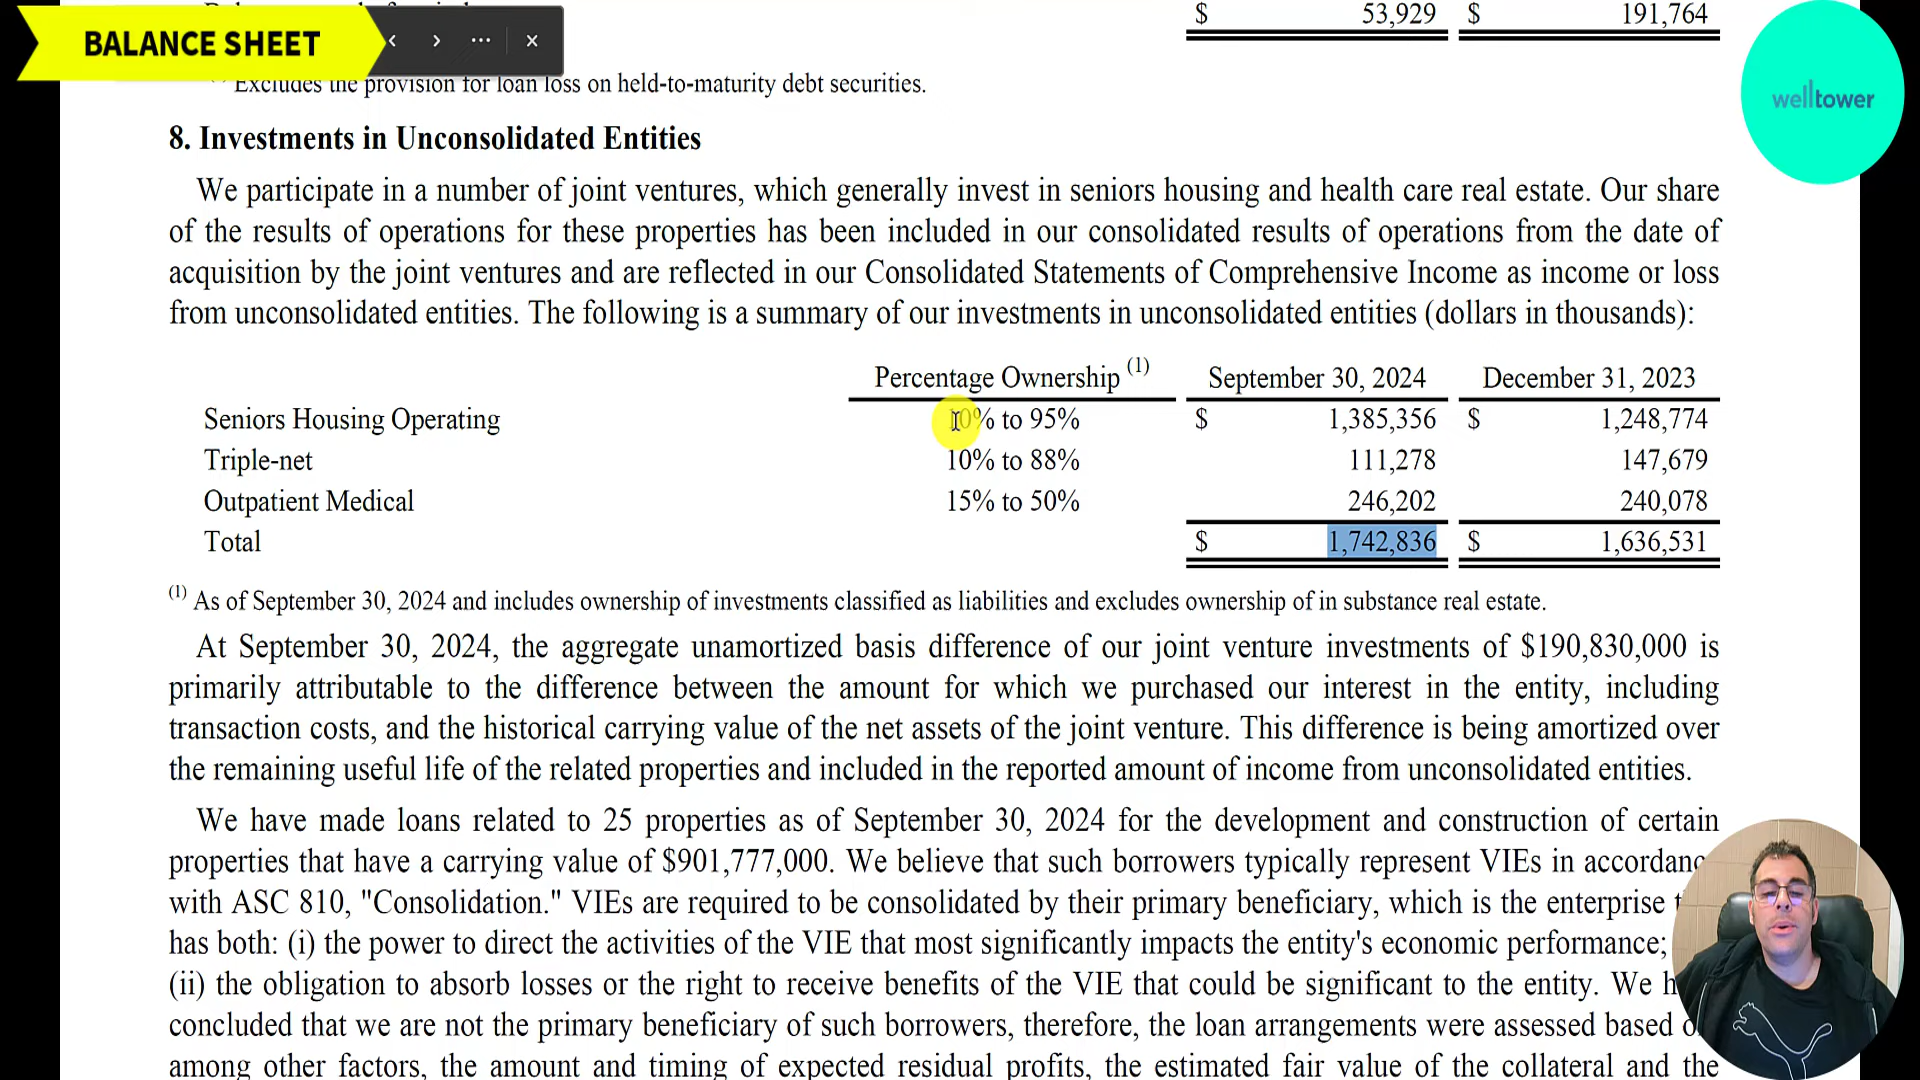 $ 53,929 $ 191,764
BALANCE SHEET
Excludes the provision for loan loss on held-to-maturity debt securities.
welltower
8. Investments in Unconsolidated Entities
We participate in a number of joint ventures, which generally invest in seniors housing and health care real estate. Our share
of the results of operations for these properties has been included in our consolidated results of operations from the date of
acquisition by the joint ventures and are reflected in our Consolidated Statements of Comprehensive Income as income or loss
from unconsolidated entities. The following is a summary of our investments in unconsolidated entities (dollars in thousands):
Percentage Ownership (1) September 30, 2024 December 31, 2023
Seniors Housing Operating 10% to 95% $ 1,385,356 $ 1,248,774
Triple-net 10% to 88% 111,278 147,679
Outpatient Medical 15% to 50% 246,202 240,078
Total $ 1,742,836 $ 1,636,531
(1) As of September 30, 2024 and includes ownership of investments classified as liabilities and excludes ownership of in substance real estate.
At September 30, 2024, the aggregate unamortized basis difference of our joint venture investments of $190,830,000 is
primarily attributable to the difference between the amount for which we purchased our interest in the entity, including
transaction costs, and the historical carrying value of the net assets of the joint venture. This difference is being amortized over
the remaining useful life of the related properties and included in the reported amount of income from unconsolidated entities.
We have made loans related to 25 properties as of September 30, 2024 for the development and construction of certain
properties that have a carrying value of $901,777,000. We believe that such borrowers typically represent VIEs in
with ASC 810, "Consolidation." VIEs are required to be consolidated by their primary beneficiary, which is the enterprise
has both: (i) the power to direct the activities of the VIE that most significantly impacts the entity's economic performance;
(ii) the obligation to absorb losses or the right to receive benefits of the VIE that could be significant to the entity. We
concluded that we are not the primary beneficiary of such borrowers, therefore, the loan arrangements were assessed based
among other factors, the amount and timing of expected residual profits, the estimated fair value of the collateral and the